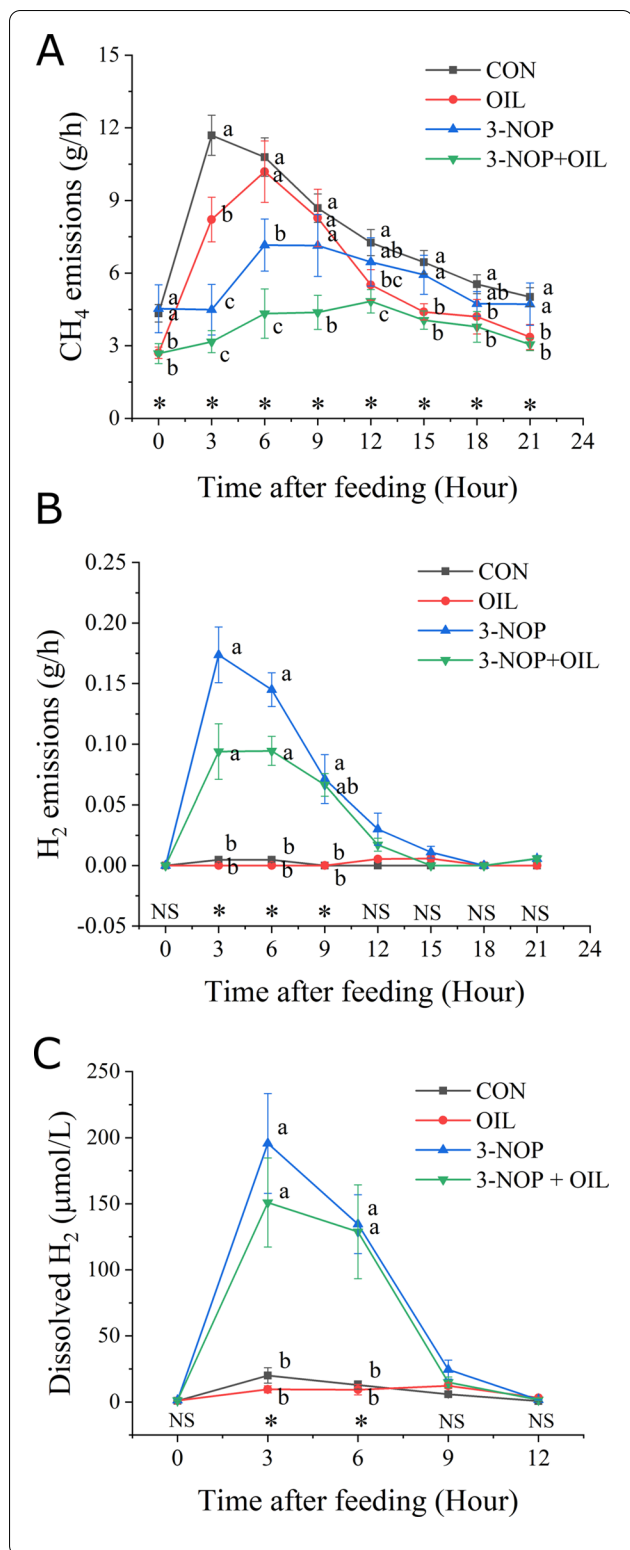 A
CH4 emissions (g/h)
15
12
9
6
3
0
CON
OIL
3-NOP
3-NOP+OIL
a
a
b
b
a
b
c
c
a
a
b
c
a
a
a
b
a
ab
bc
c
a
a
b
b
a
ab
b
b
a
a
b
b
* * * * * * * *
0 3 6 9 12 15 18 21 24
Time after feeding (Hour)
B
H2 emissions (g/h)
0.25
0.20
0.15
0.10
0.05
0.00
-0.05
CON
OIL
3-NOP
3-NOP+OIL
a
a
b
b
a
a
b
b
a
ab
b
b
NS * * * NS NS NS NS
0 3 6 9 12 15 18 21 24
Time after feeding (Hour)
C
Dissolved H2 (μmol/L)
250
200
150
100
50
0
CON
OIL
3-NOP
3-NOP + OIL
a
a
b
b
a
a
b
b
NS * * NS NS
0 3 6 9 12
Time after feeding (Hour)